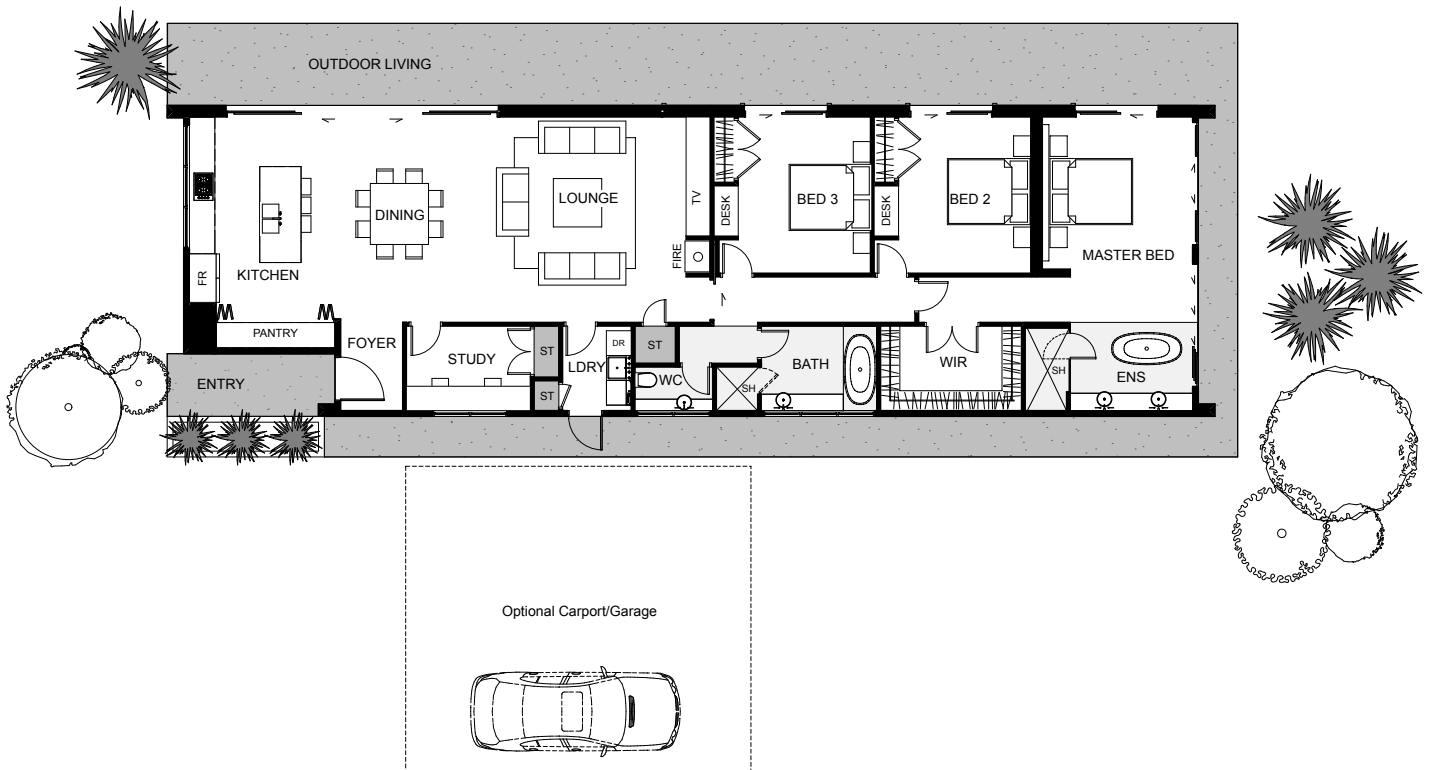 OUTDOOR LIVING
LOUNGE
DINING
TV
DESK
BED 3
DESK
BED 2
MASTER BED
KITCHEN
FR
FIRE
PANTRY
FOYER
STUDY
ST
ST
LDRY
DR
ST
WC
SH
BATH
WIR
SH
ENS
ENTRY
Optional Carport/Garage